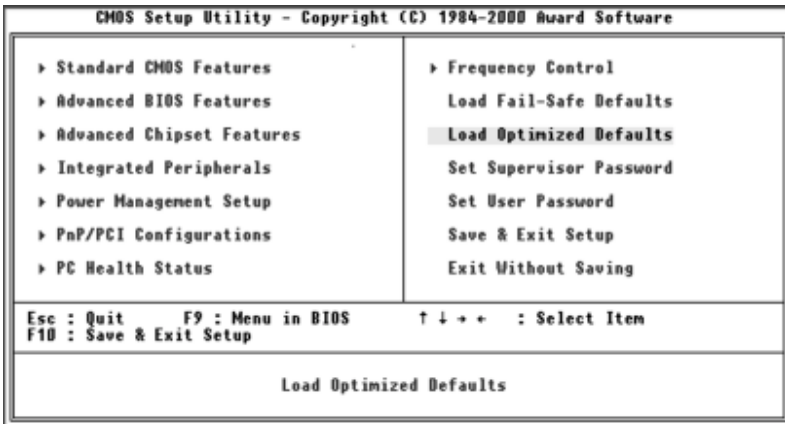 CMOS Setup Utility - Copyright (C) 1984-2000 Award Software
▸ Standard CMOS Features
▸ Advanced BIOS Features
▸ Advanced Chipset Features
▸ Integrated Peripherals
▸ Power Management Setup
▸ PnP/PCI Configurations
▸ PC Health Status
▸ Frequency Control
Load Fail-Safe Defaults
Load Optimized Defaults
Set Supervisor Password
Set User Password
Save & Exit Setup
Exit Without Saving
Esc : Quit F9 : Menu in BIOS ↑ ↓ → ← : Select Item
F10 : Save & Exit Setup
Load Optimized Defaults